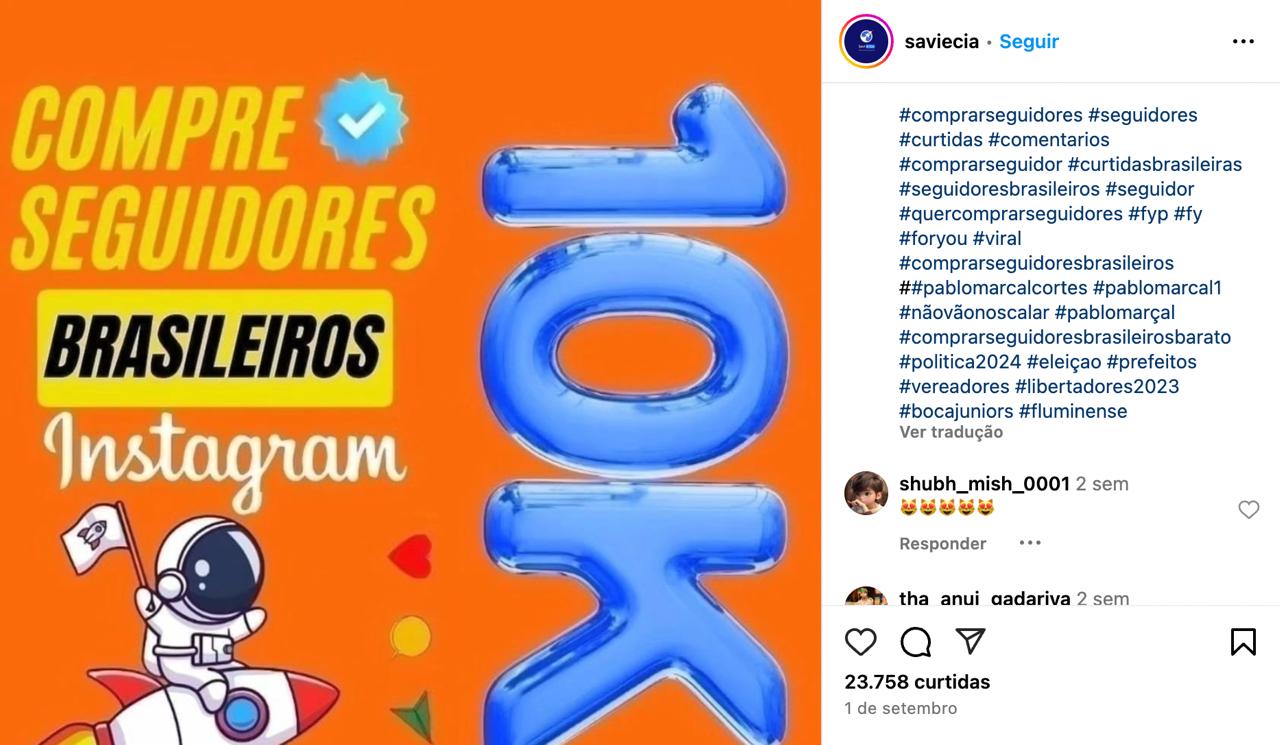 COMPRE
SEGUIDORES
BRASILEIROS
Instagram
10K
saviecia • Seguir
#comprarseguidores #seguidores
#curtidas #comentarios
#comprarseguidor #curtidasbrasileiras
#seguidoresbrasileiros #seguidor
#quercomprarseguidores #fyp #fy
#foryou #viral
#comprarseguidoresbrasileiros
##pablomarcalcortes #pablomarcal1
#nãovãonoscalar #pablomarçal
#comprarseguidoresbrasileirosbarato
#politica2024 #eleiçao #prefeitos
#vereadores #libertadores2023
#bocajuniors #fluminense
Ver tradução
shubh_mish_0001 2 sem
Responder
tha_anuj_gadariya 2 sem
23.758 curtidas
1 de setembro